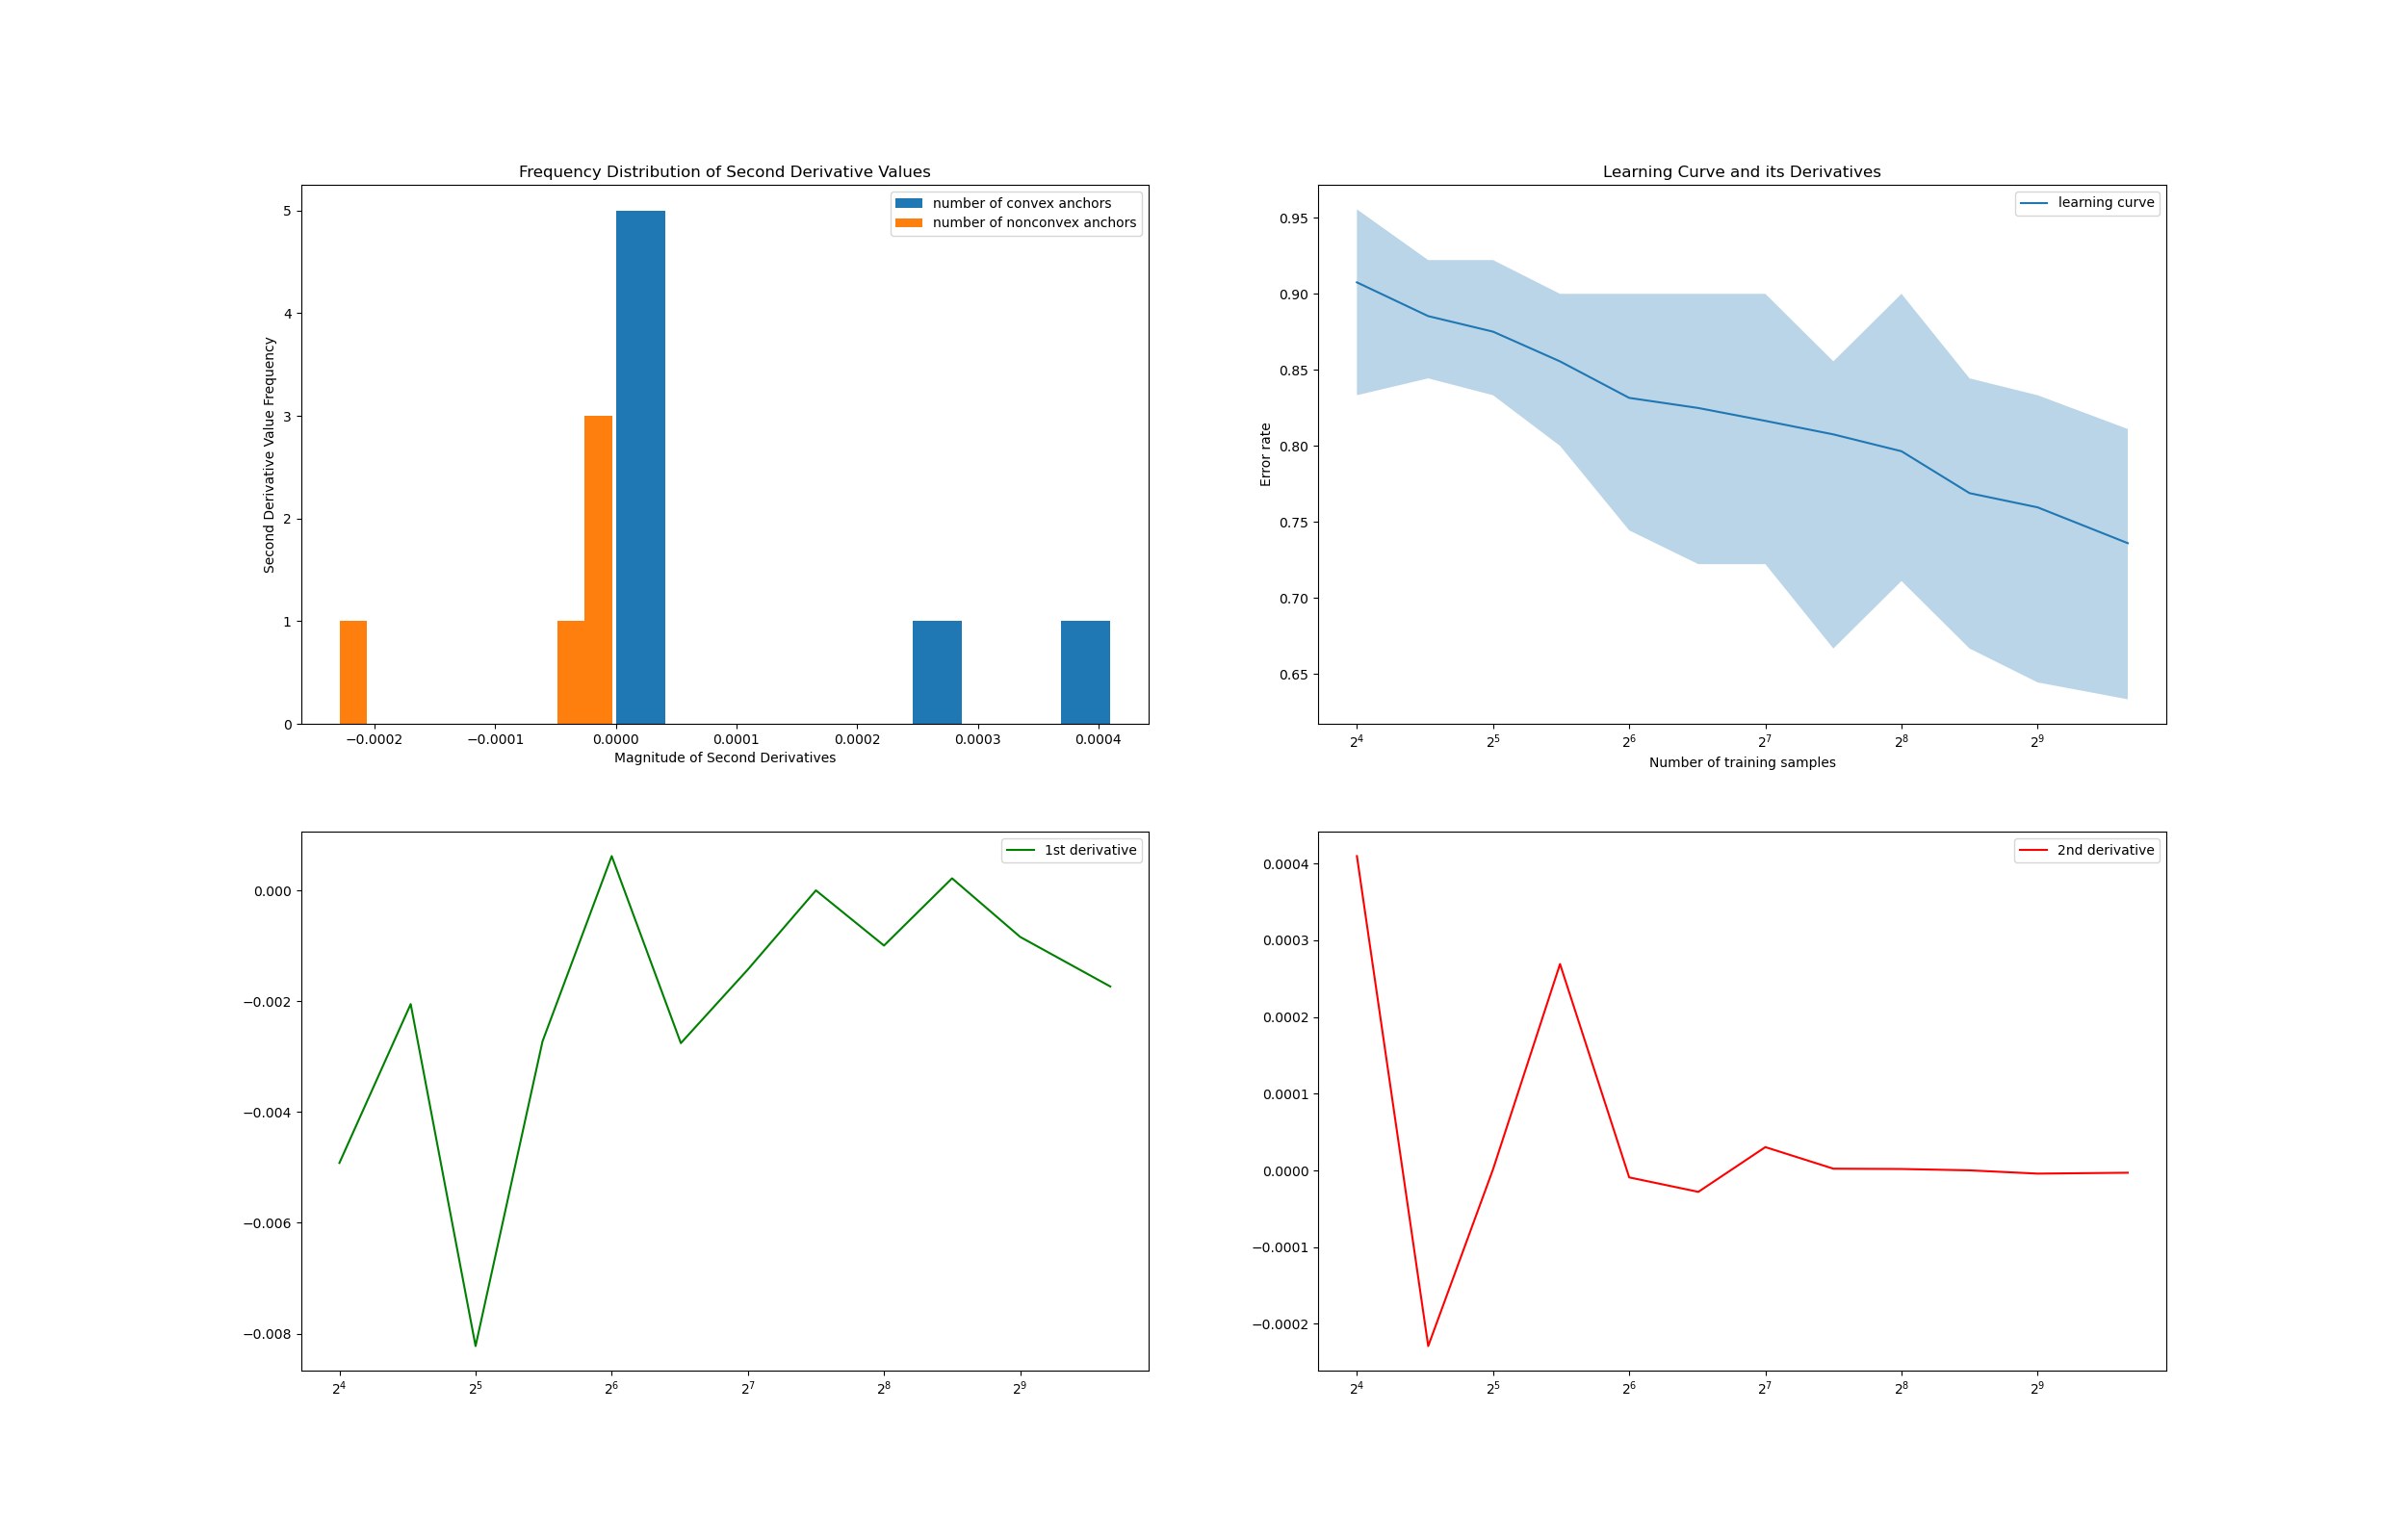 Frequency Distribution of Second Derivative Values
number of convex anchors
number of nonconvex anchors
Second Derivative Value Frequency
5
4
3
2
1
0
−0.0002 −0.0001 0.0000 0.0001 0.0002 0.0003 0.0004
Magnitude of Second Derivatives
Learning Curve and its Derivatives
learning curve
Error rate
0.95
0.90
0.85
0.80
0.75
0.70
0.65
2⁴ 2⁵ 2⁶ 2⁷ 2⁸ 2⁹
Number of training samples
1st derivative
0.000
−0.002
−0.004
−0.006
−0.008
2⁴ 2⁵ 2⁶ 2⁷ 2⁸ 2⁹
2nd derivative
0.0004
0.0003
0.0002
0.0001
0.0000
−0.0001
−0.0002
2⁴ 2⁵ 2⁶ 2⁷ 2⁸ 2⁹